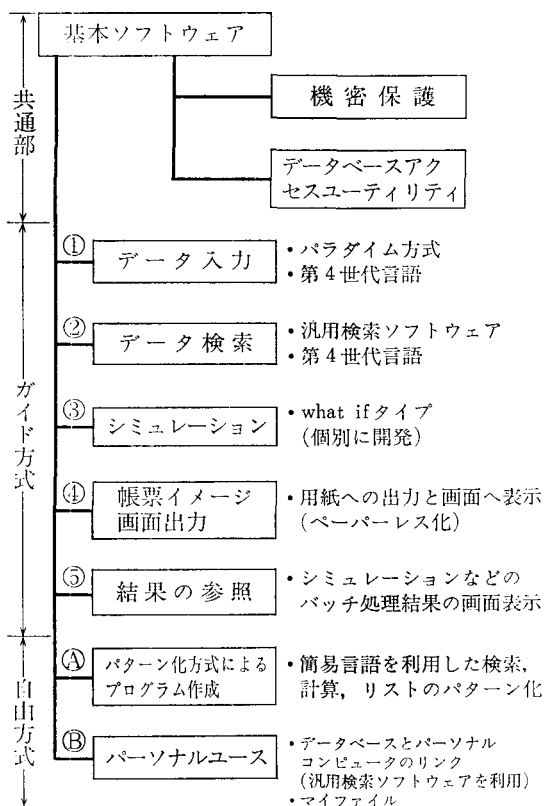 基本ソフトウェア
機密保護
データベースアク
セスユーティリティ
共通部
① データ入力
・パラダイム方式
・第4世代言語
② データ検索
・汎用検索ソフトウェア
・第4世代言語
③ シミュレーション
・what ifタイプ
(個別に開発)
ガイド方式
④ 帳票イメージ
画面出力
・用紙への出力と画面へ表示
(ペーパーレス化)
⑤ 結果の参照
・シミュレーションなどの
バッチ処理結果の画面表示
Ⓐ パターン化方式による
プログラム作成
・簡易言語を利用した検索,
計算, リストのパターン化
自由方式
Ⓑ パーソナルユース
・データベースとパーソナル
コンピュータのリンク
(汎用検索ソフトウェアを利用)
・マイファイル